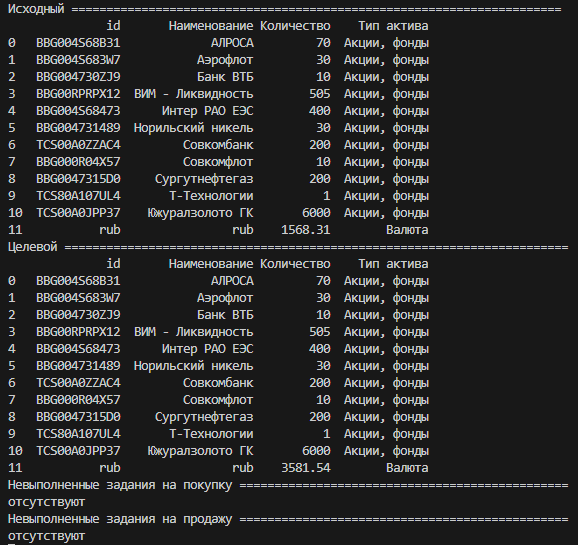 Исходный ======================================================================
id Наименование Количество Тип актива
0 BBG004S68B31 АЛРОСА 70 Акции, фонды
1 BBG004S683W7 Аэрофлот 30 Акции, фонды
2 BBG004730ZJ9 Банк ВТБ 10 Акции, фонды
3 BBG00RPRPX12 ВИМ - Ликвидность 505 Акции, фонды
4 BBG004S68473 Интер РАО ЕЭС 400 Акции, фонды
5 BBG004731489 Норильский никель 30 Акции, фонды
6 TCS00A0ZZAC4 Совкомбанк 200 Акции, фонды
7 BBG000R04X57 Совкомфлот 10 Акции, фонды
8 BBG0047315D0 Сургутнефтегаз 200 Акции, фонды
9 TCS80A107UL4 Т-Технологии 1 Акции, фонды
10 TCS00A0JPP37 Южуралзолото ГК 6000 Акции, фонды
11 rub rub 1568.31 Валюта
Целевой ========================================================================
id Наименование Количество Тип актива
0 BBG004S68B31 АЛРОСА 70 Акции, фонды
1 BBG004S683W7 Аэрофлот 30 Акции, фонды
2 BBG004730ZJ9 Банк ВТБ 10 Акции, фонды
3 BBG00RPRPX12 ВИМ - Ликвидность 505 Акции, фонды
4 BBG004S68473 Интер РАО ЕЭС 400 Акции, фонды
5 BBG004731489 Норильский никель 30 Акции, фонды
6 TCS00A0ZZAC4 Совкомбанк 200 Акции, фонды
7 BBG000R04X57 Совкомфлот 10 Акции, фонды
8 BBG0047315D0 Сургутнефтегаз 200 Акции, фонды
9 TCS80A107UL4 Т-Технологии 1 Акции, фонды
10 TCS00A0JPP37 Южуралзолото ГК 6000 Акции, фонды
11 rub rub 3581.54 Валюта
Невыполненные задания на покупку ===============================================
отсутствуют
Невыполненные задания на продажу ===============================================
отсутствуют